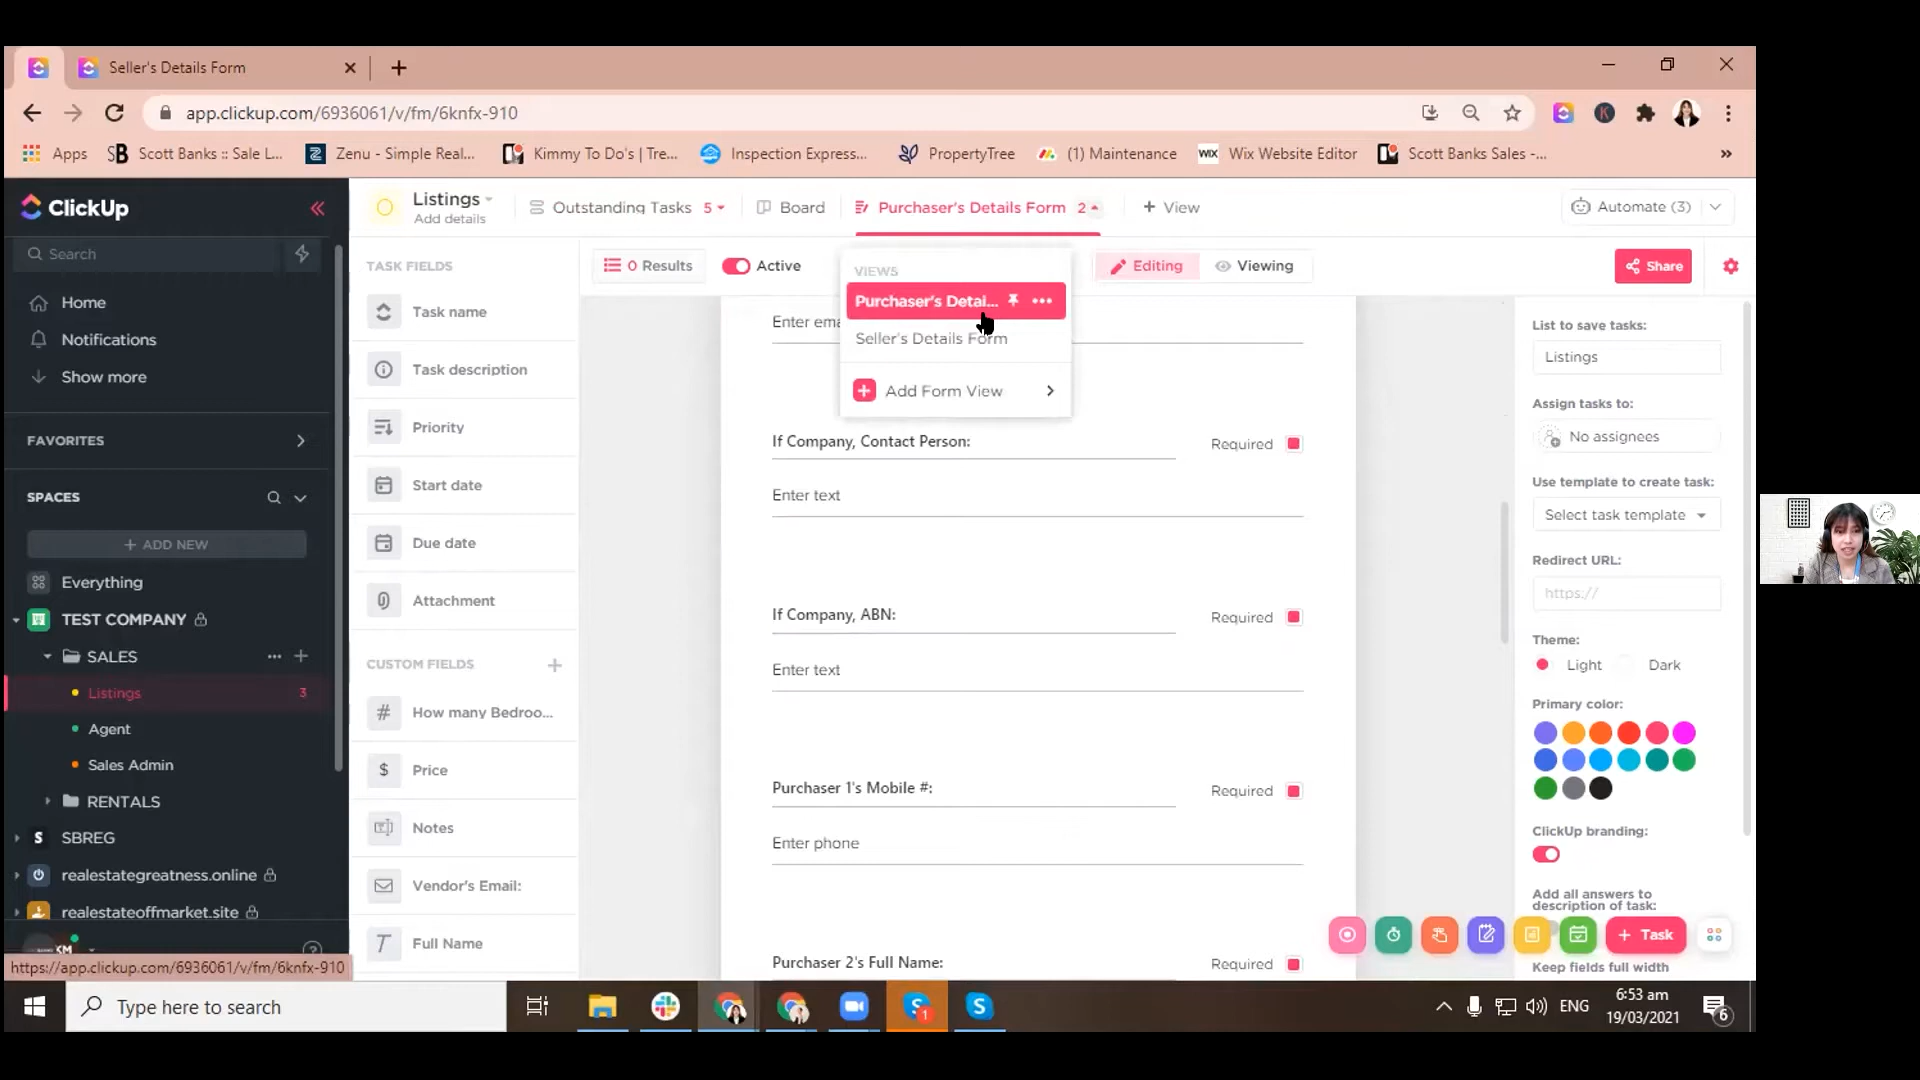 Seller's Details Form
app.clickup.com/6936061/v/fm/6knfx-910
Apps
Scott Banks :: Sale L...
Zenu - Simple Real...
Kimmy To Do's | Tre...
Inspection Express...
PropertyTree
(1) Maintenance
WIX Wix Website Editor
Scott Banks Sales -...
»
ClickUp
Search
Home
Notifications
Show more
FAVORITES
SPACES
+ ADD NEW
Everything
TEST COMPANY
SALES
Listings 3
Agent
Sales Admin
RENTALS
S SBREG
realestategreatness.online
realestateoffmarket.site
KM
https://app.clickup.com/6936061/v/fm/6knfx-910
Listings
Add details
Outstanding Tasks 5
Board
Purchaser's Details Form 2
+ View
Automate (3)
TASK FIELDS
Task name
Task description
Priority
Start date
Due date
Attachment
CUSTOM FIELDS
How many Bedroo...
Price
Notes
Vendor's Email:
Full Name
0 Results
Active
Editing
Viewing
Share
VIEWS
Purchaser's Detai...
Seller's Details Form
Add Form View
Enter ema
If Company, Contact Person:
Required
Enter text
If Company, ABN:
Required
Enter text
Purchaser 1's Mobile #:
Required
Enter phone
Purchaser 2's Full Name:
Required
List to save tasks:
Listings
Assign tasks to:
No assignees
Use template to create task:
Select task template
Redirect URL:
https://
Theme:
Light
Dark
Primary color:
ClickUp branding:
Add all answers to
description of task:
+ Task
Keep fields full width
Type here to search
1
ENG
6:53 am
19/03/2021
6